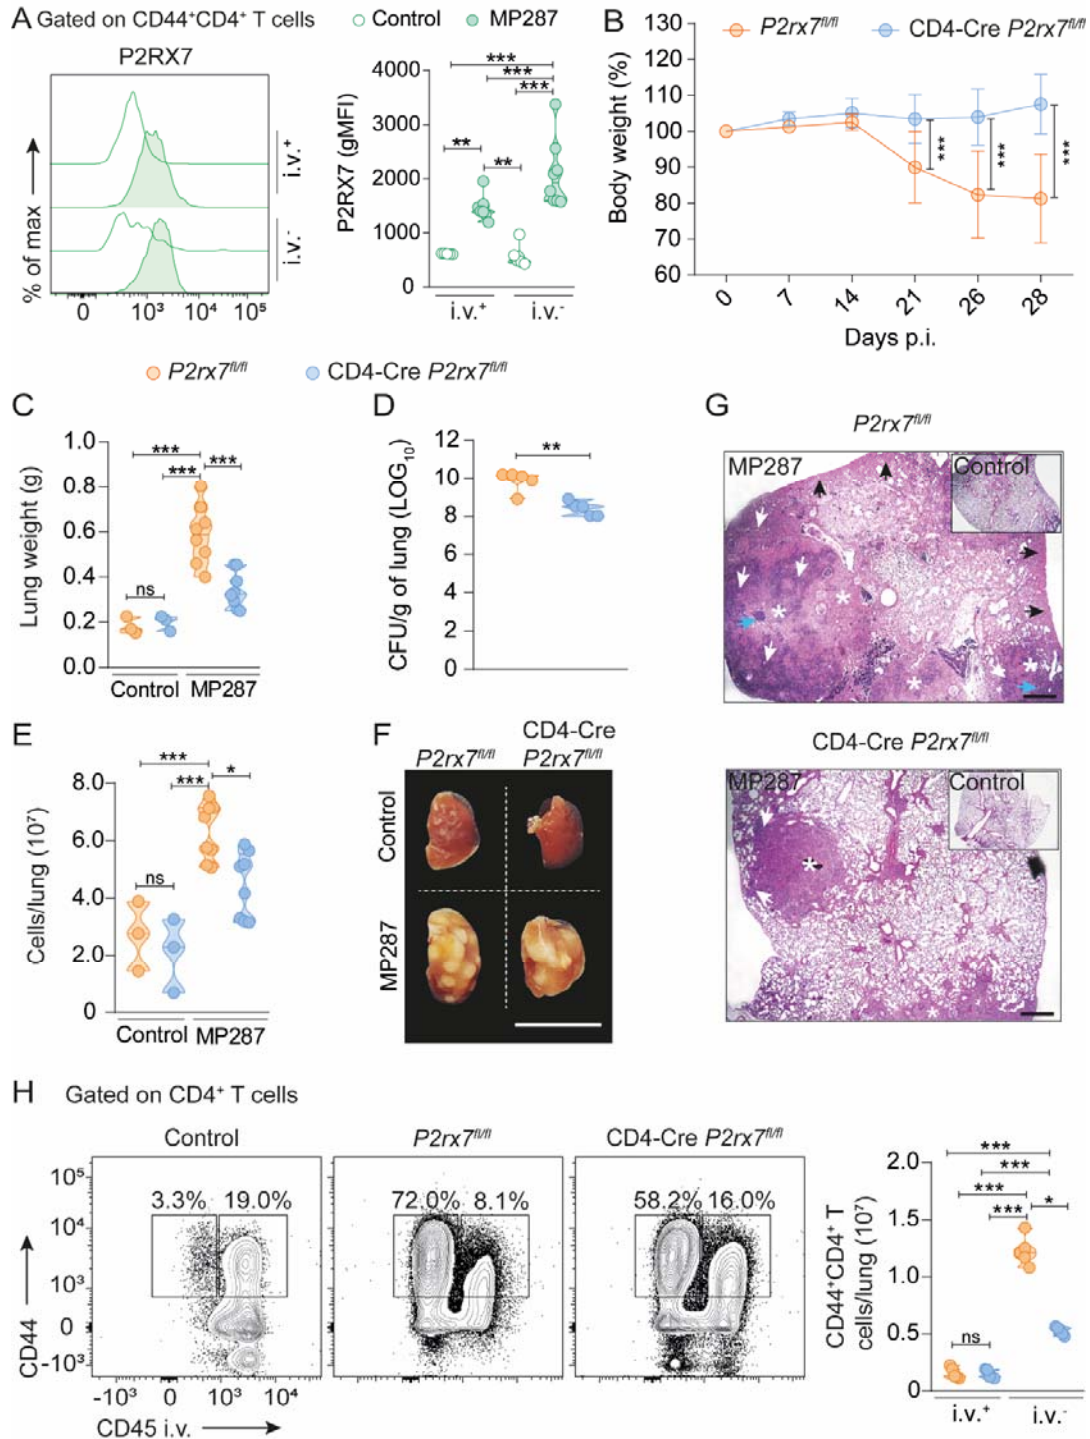 A Gated on CD44⁺CD4⁺ T cells
Control MP287
P2RX7
% of max
i.v.⁺
i.v.⁻
0 10³ 10⁴ 10⁵
P2RX7 (gMFI)
4000
3000
2000
1000
0
***
***
***
**
**
i.v.⁺ i.v.⁻
B
P2rx7fl/fl CD4-Cre P2rx7fl/fl
Body weight (%)
130
120
110
100
90
80
70
60
***
***
***
0 7 14 21 26 28
Days p.i.
P2rx7fl/fl CD4-Cre P2rx7fl/fl
C
Lung weight (g)
1.0
0.8
0.6
0.4
0.2
0.0
***
*** ***
ns
Control MP287
D
CFU/g of lung (LOG₁₀)
12
10
8
6
4
2
0
**
G
P2rx7fl/fl
MP287 Control
* * * *
CD4-Cre P2rx7fl/fl
MP287 Control
* *
E
Cells/lung (10⁷)
8.0
6.0
4.0
2.0
0
***
*** *
ns
Control MP287
F
P2rx7fl/fl
CD4-Cre
P2rx7fl/fl
Control
MP287
H Gated on CD4⁺ T cells
Control P2rx7fl/fl CD4-Cre P2rx7fl/fl
3.3% 19.0% 72.0% 8.1% 58.2% 16.0%
10⁵
10⁴
10³
0
-10³
CD44
-10³ 0 10³ 10⁴
CD45 i.v.
CD44⁺CD4⁺ T
cells/lung (10⁷)
2.0
1.5
1.0
0.5
0
***
***
***
*** *
ns
i.v.⁺ i.v.⁻